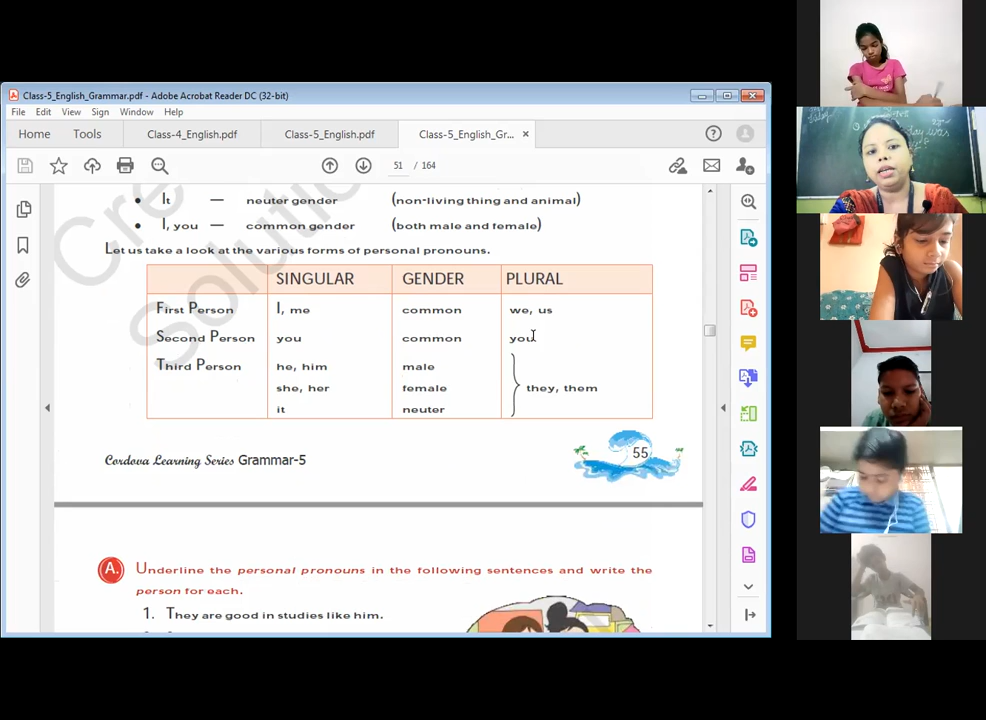 Class-5_English_Grammar.pdf - Adobe Acrobat Reader DC (32-bit)
File Edit View Sign Window Help
Home Tools Class-4_English.pdf Class-5_English.pdf Class-5_English_Gr... ×
51 / 164
• It — neuter gender (non-living thing and animal)
• I, you — common gender (both male and female)
Let us take a look at the various forms of personal pronouns.
SINGULAR GENDER PLURAL
First Person I, me common we, us
Second Person you common you
Third Person he, him male
she, her female they, them
it neuter
Cordova Learning Series Grammar-5 55
A. Underline the personal pronouns in the following sentences and write the
person for each.
1. They are good in studies like him.
day was